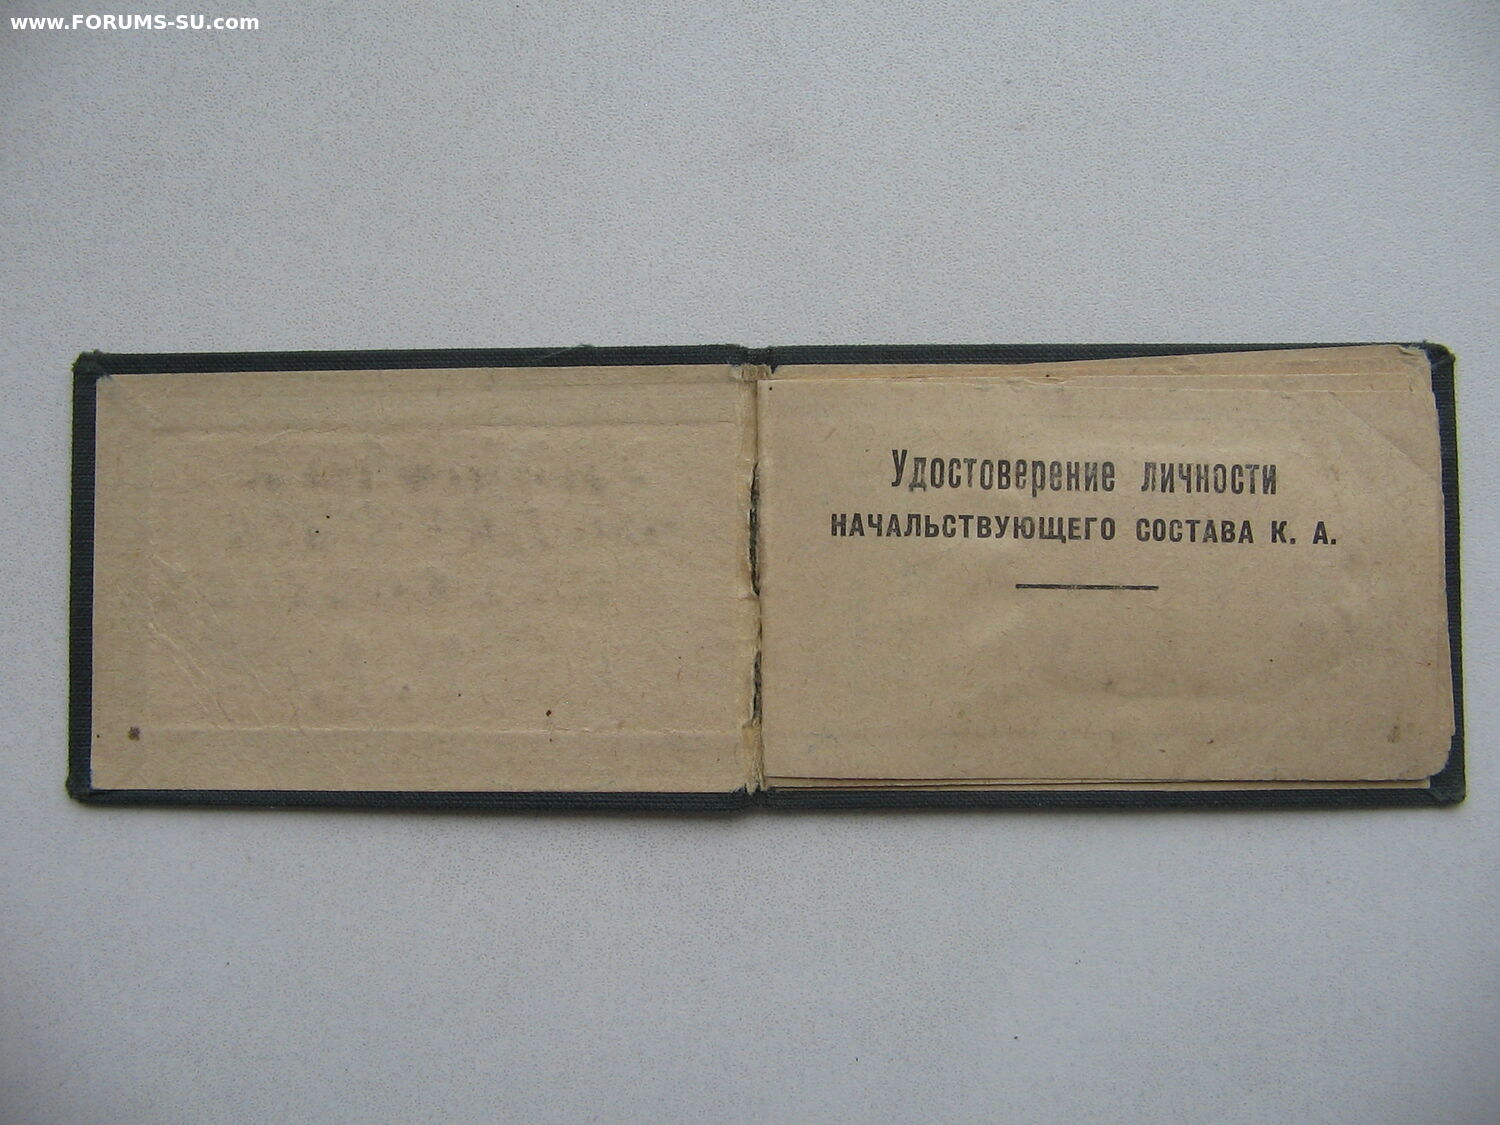 www.FORUMS-SU.com
Удостоверение личности
НАЧАЛЬСТВУЮЩЕГО СОСТАВА К. А.